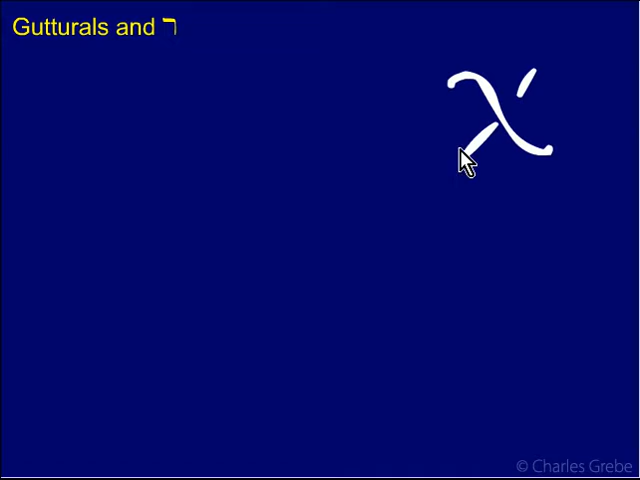 Gutturals and ר
א
© Charles Grebe